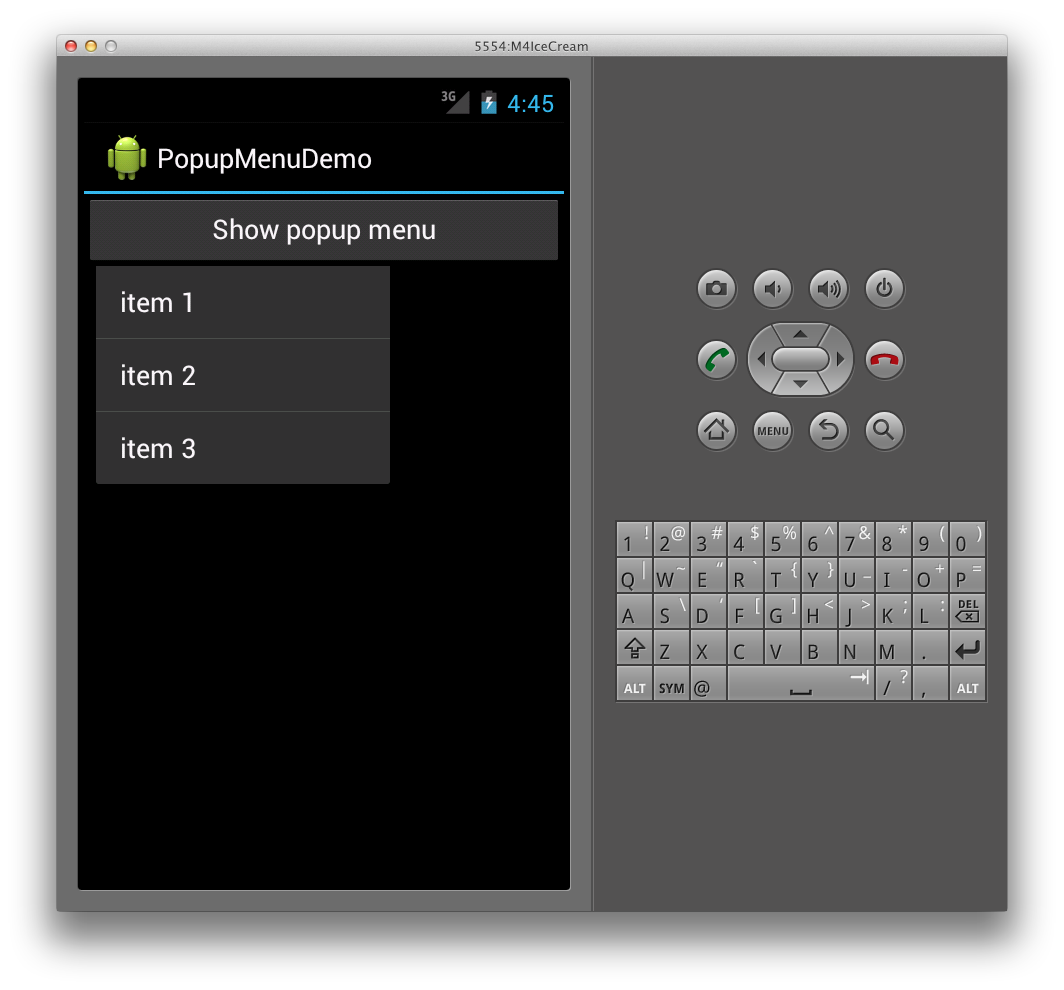 5554:M4IceCream
3G 4:45
PopupMenuDemo
Show popup menu
item 1
item 2
item 3
MENU
1 ! 2 @ 3 # 4 $ 5 % 6 ^ 7 & 8 * 9 ( 0 )
Q | W ~ E “ R ` T { Y } U _ I - O + P =
A S \ D ‘ F [ G ] H < J > K ; L : DEL
Z X C V B N M .
ALT SYM @ / ? , ALT